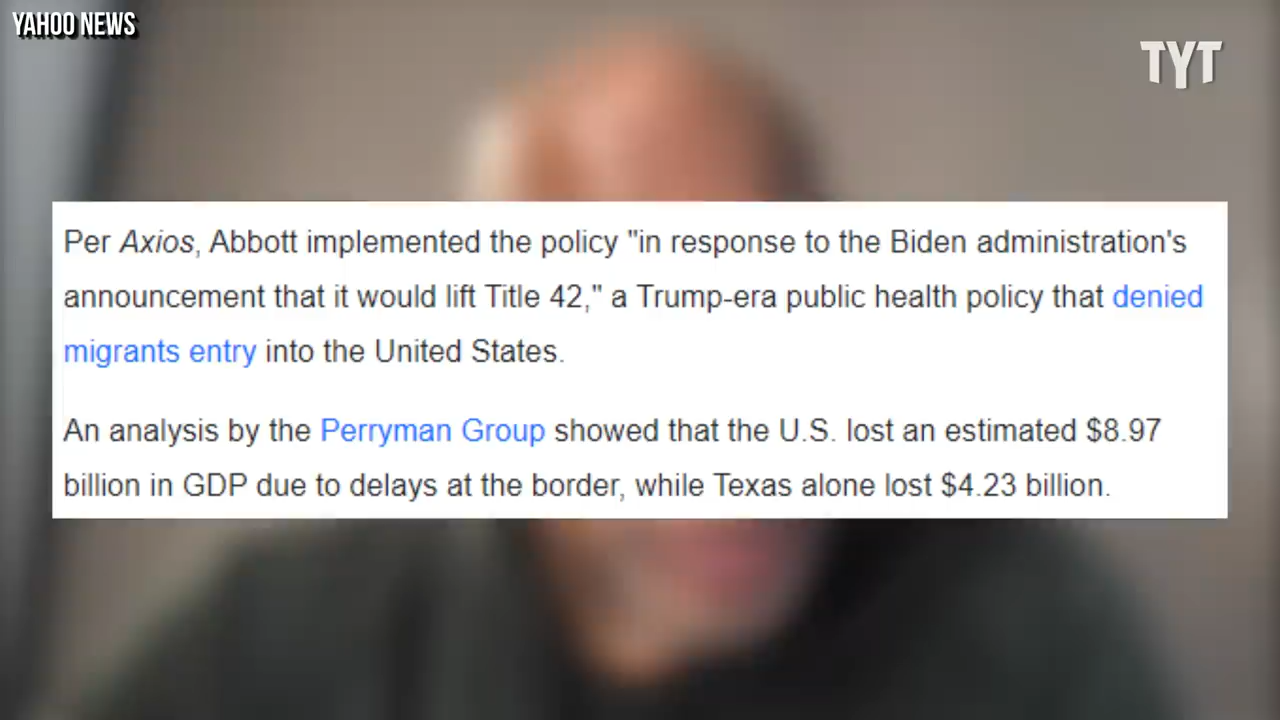 YAHOO NEWS
TYT
Per Axios, Abbott implemented the policy "in response to the Biden administration's
announcement that it would lift Title 42," a Trump-era public health policy that denied
migrants entry into the United States.
An analysis by the Perryman Group showed that the U.S. lost an estimated $8.97
billion in GDP due to delays at the border, while Texas alone lost $4.23 billion.